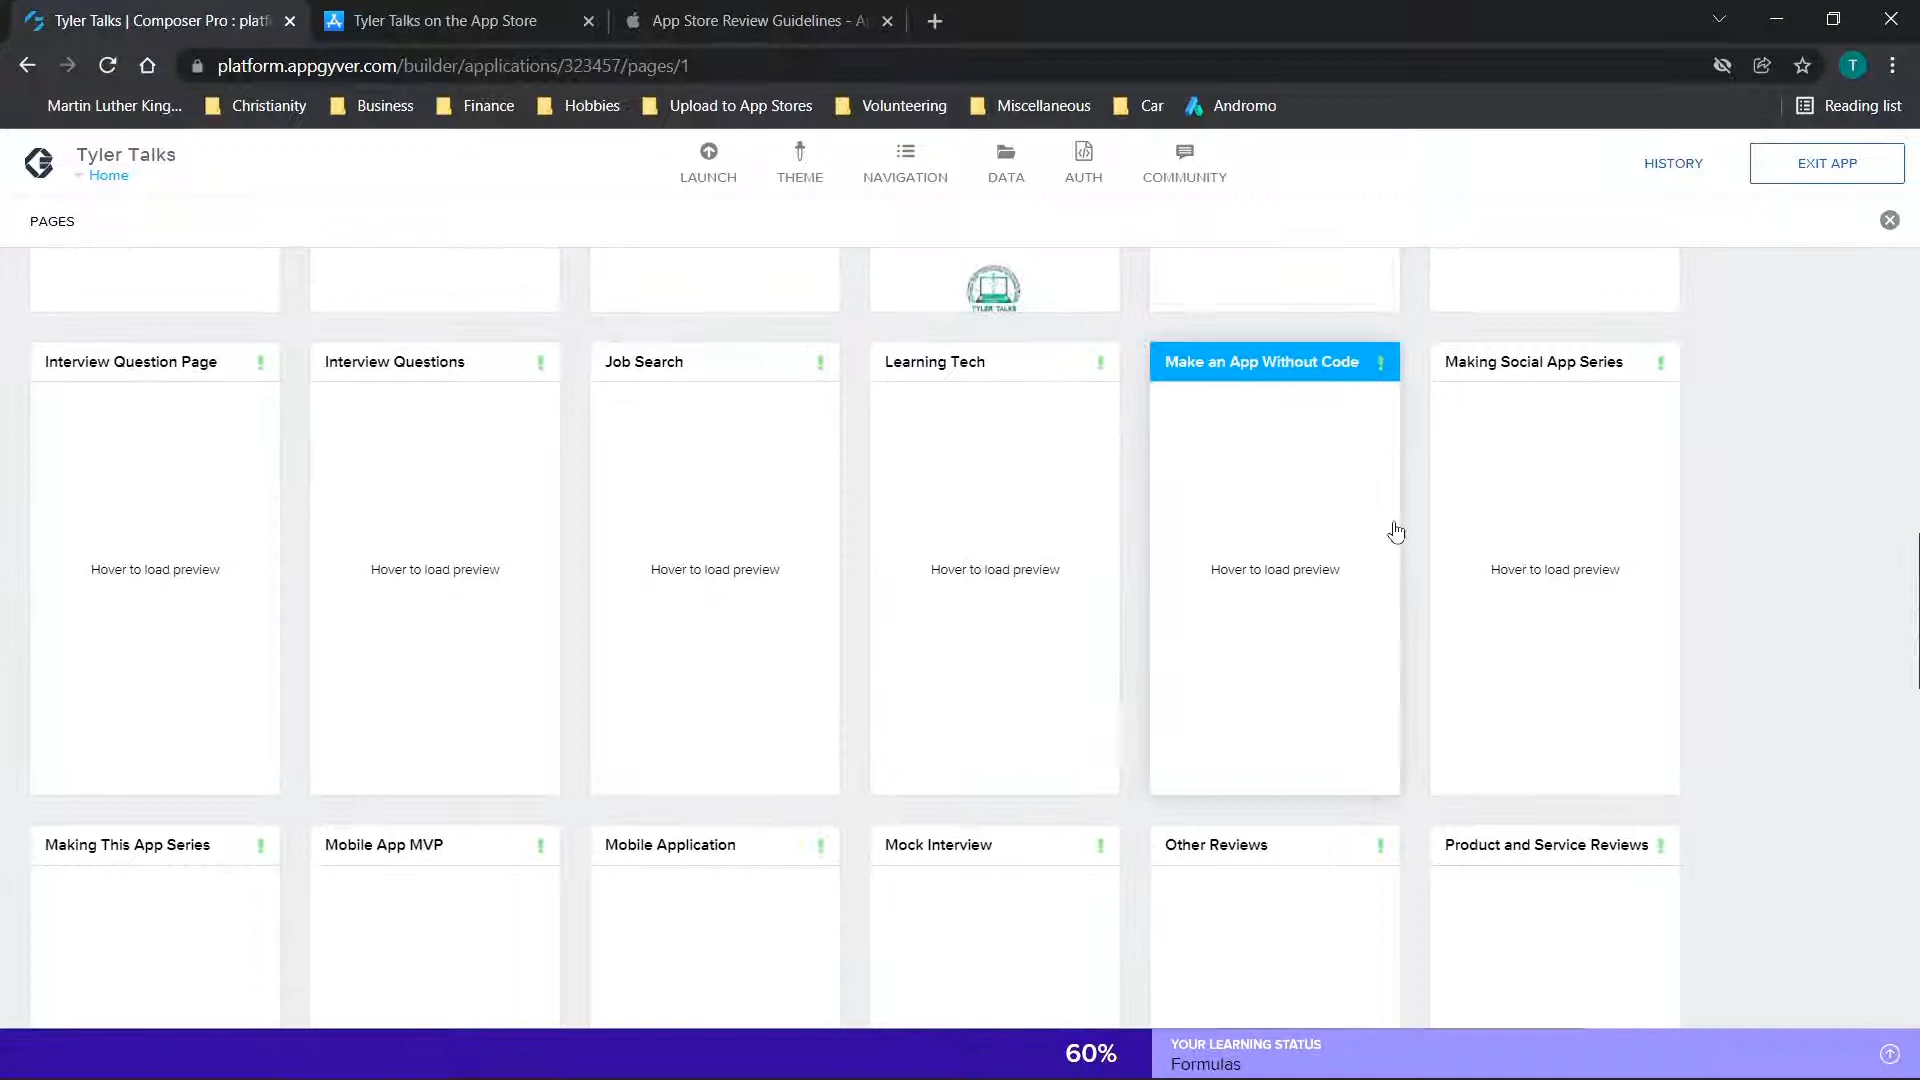 Tyler Talks | Composer Pro : platf
Tyler Talks on the App Store
App Store Review Guidelines - A
platform.appgyver.com/builder/applications/323457/pages/1
T
Martin Luther King...
Christianity
Business
Finance
Hobbies
Upload to App Stores
Volunteering
Miscellaneous
Car
Andromo
Reading list
Tyler Talks
Home
LAUNCH
THEME
NAVIGATION
DATA
AUTH
COMMUNITY
HISTORY
EXIT APP
PAGES
TYLER TALKS
Interview Question Page
Interview Questions
Job Search
Learning Tech
Make an App Without Code
Making Social App Series
Hover to load preview
Hover to load preview
Hover to load preview
Hover to load preview
Hover to load preview
Hover to load preview
Making This App Series
Mobile App MVP
Mobile Application
Mock Interview
Other Reviews
Product and Service Reviews
60%
YOUR LEARNING STATUS
Formulas